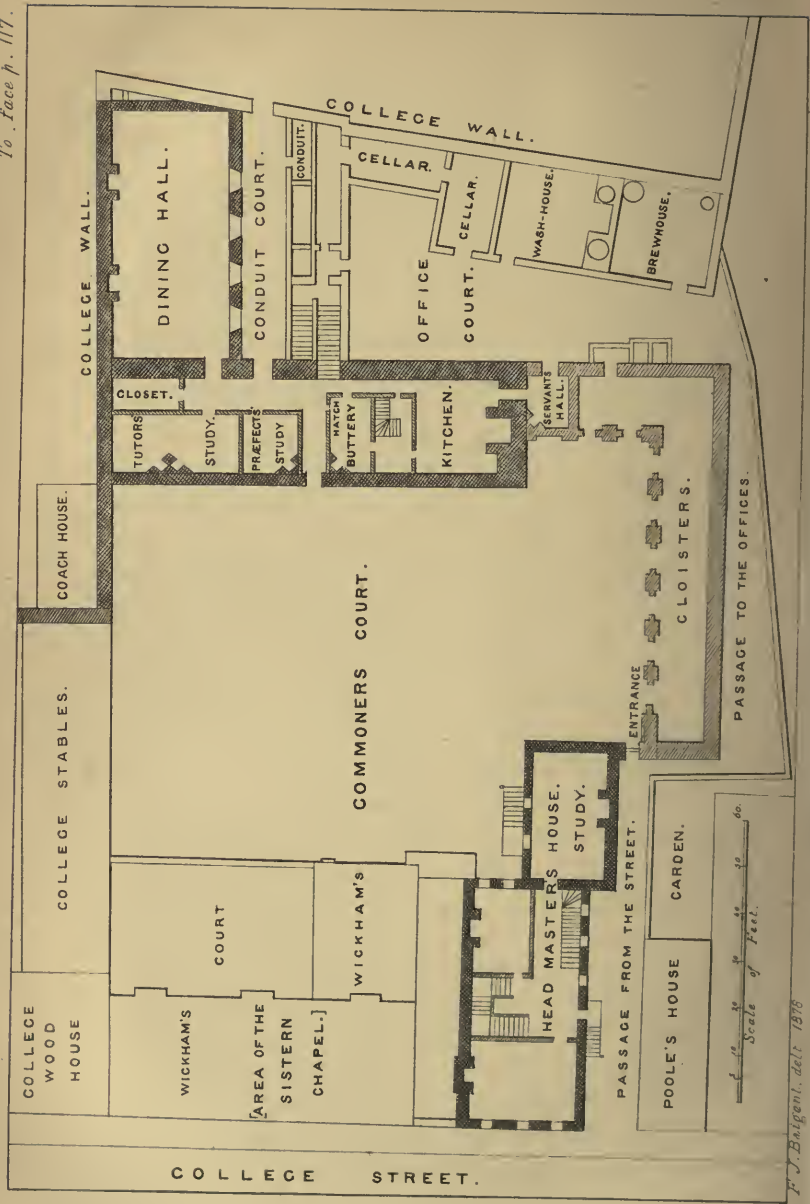 To face p. 117.
COLLEGE WALL.
COLLEGE WALL.
DINING HALL.
CONDUIT COURT.
CONDUIT.
CELLAR.
CELLAR.
WASH-HOUSE.
BREWHOUSE.
OFFICE
COURT.
CLOSET.
TUTORS
STUDY.
PRÆFECTS
STUDY
HATCH
BUTTERY
KITCHEN.
SERVANTS
HALL.
COACH HOUSE.
COLLEGE STABLES.
COMMONERS COURT.
CLOISTERS.
PASSAGE TO THE OFFICES.
ENTRANCE
COLLEGE
WOOD
HOUSE
COURT
WICKHAM'S
WICKHAM'S
[AREA OF THE
SISTERN
CHAPEL.]
HEAD MASTER'S HOUSE.
STUDY.
PASSAGE FROM THE STREET.
GARDEN.
POOLE'S HOUSE
Scale of Feet.
60.
COLLEGE STREET.
F. J. Baigent. delt 1876